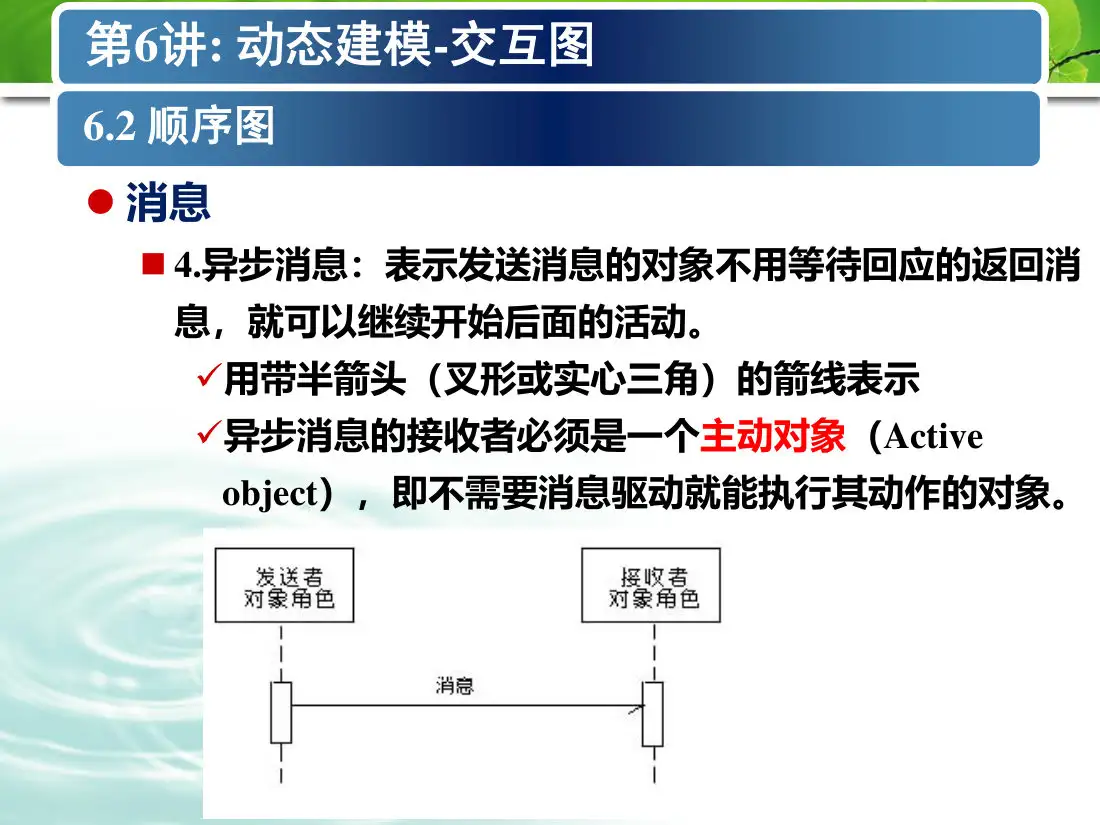 第6讲: 动态建模-交互图
6.2 顺序图
消息
4.异步消息：表示发送消息的对象不用等待回应的返回消
息，就可以继续开始后面的活动。
用带半箭头（叉形或实心三角）的箭线表示
异步消息的接收者必须是一个主动对象（Active
object），即不需要消息驱动就能执行其动作的对象。
发送者
对象角色
接收者
对象角色
消息